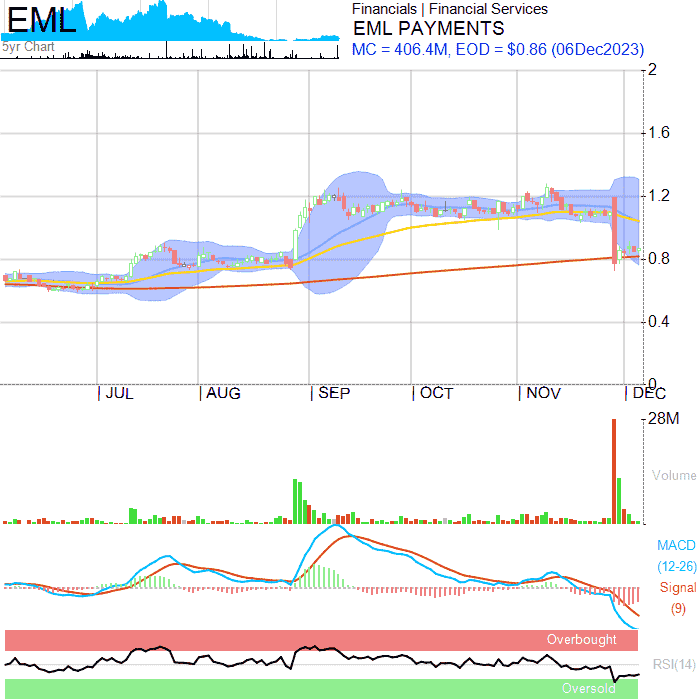 EML
5yr Chart
Financials | Financial Services
EML PAYMENTS
MC = 406.4M, EOD = $0.86 (06Dec2023)
2
1.6
1.2
0.8
0.4
0
JUL AUG SEP OCT NOV DEC
28M
Volume
MACD
(12-26)
Signal
(9)
Overbought
RSI(14)
Oversold